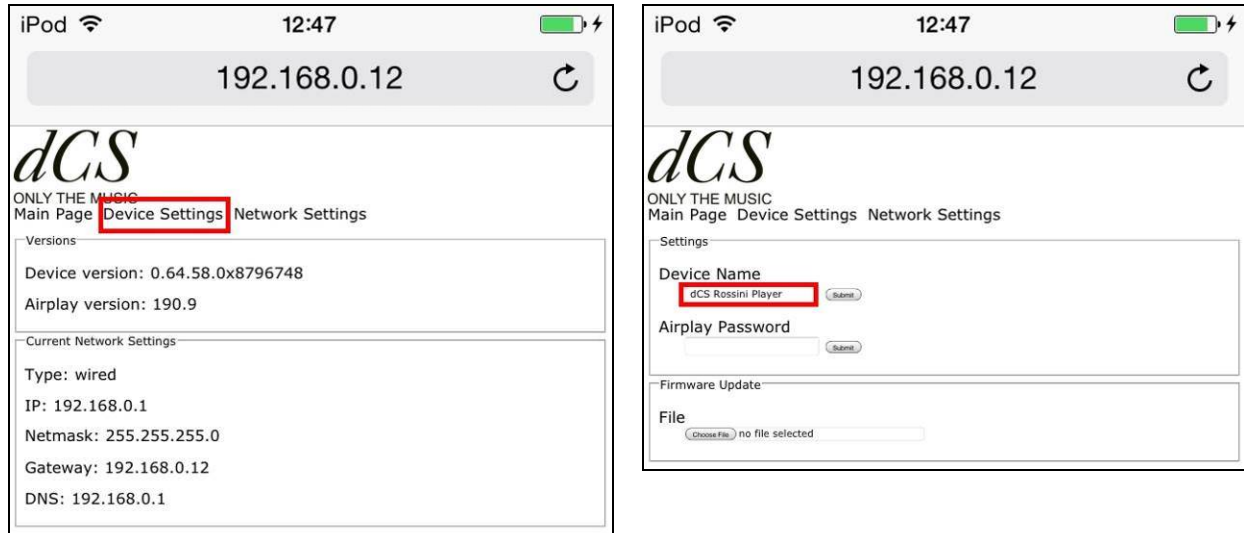 iPod 12:47
192.168.0.12
dCS
ONLY THE MUSIC
Main Page Device Settings Network Settings
Versions
Device version: 0.64.58.0x8796748
Airplay version: 190.9
Current Network Settings
Type: wired
IP: 192.168.0.1
Netmask: 255.255.255.0
Gateway: 192.168.0.12
DNS: 192.168.0.1
iPod 12:47
192.168.0.12
dCS
ONLY THE MUSIC
Main Page Device Settings Network Settings
Settings
Device Name
dCS Rossini Player Submit
Airplay Password
Submit
Firmware Update
File
Choose File no file selected